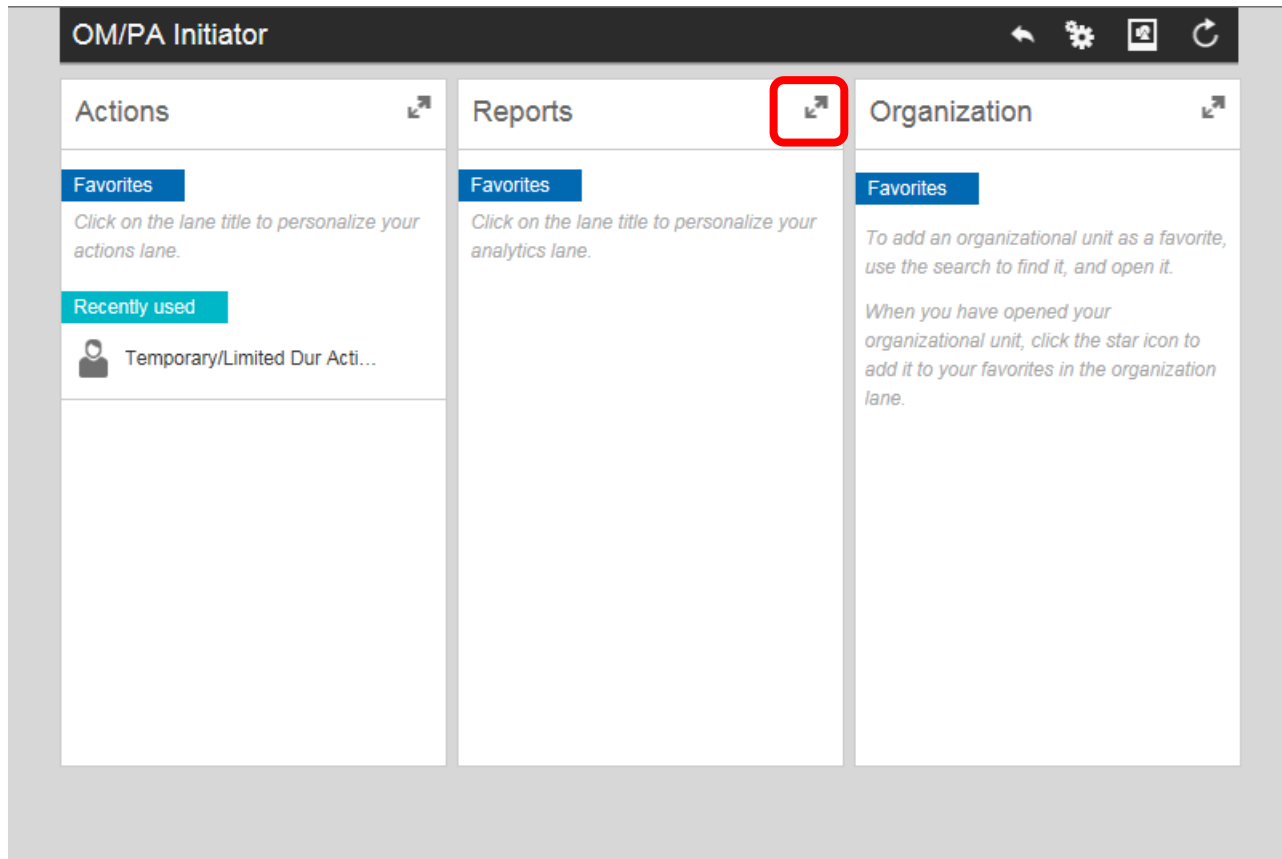 OM/PA Initiator
Actions
Favorites
Click on the lane title to personalize your
actions lane.
Recently used
Temporary/Limited Dur Acti...
Reports
Favorites
Click on the lane title to personalize your
analytics lane.
Organization
Favorites
To add an organizational unit as a favorite,
use the search to find it, and open it.
When you have opened your
organizational unit, click the star icon to
add it to your favorites in the organization
lane.